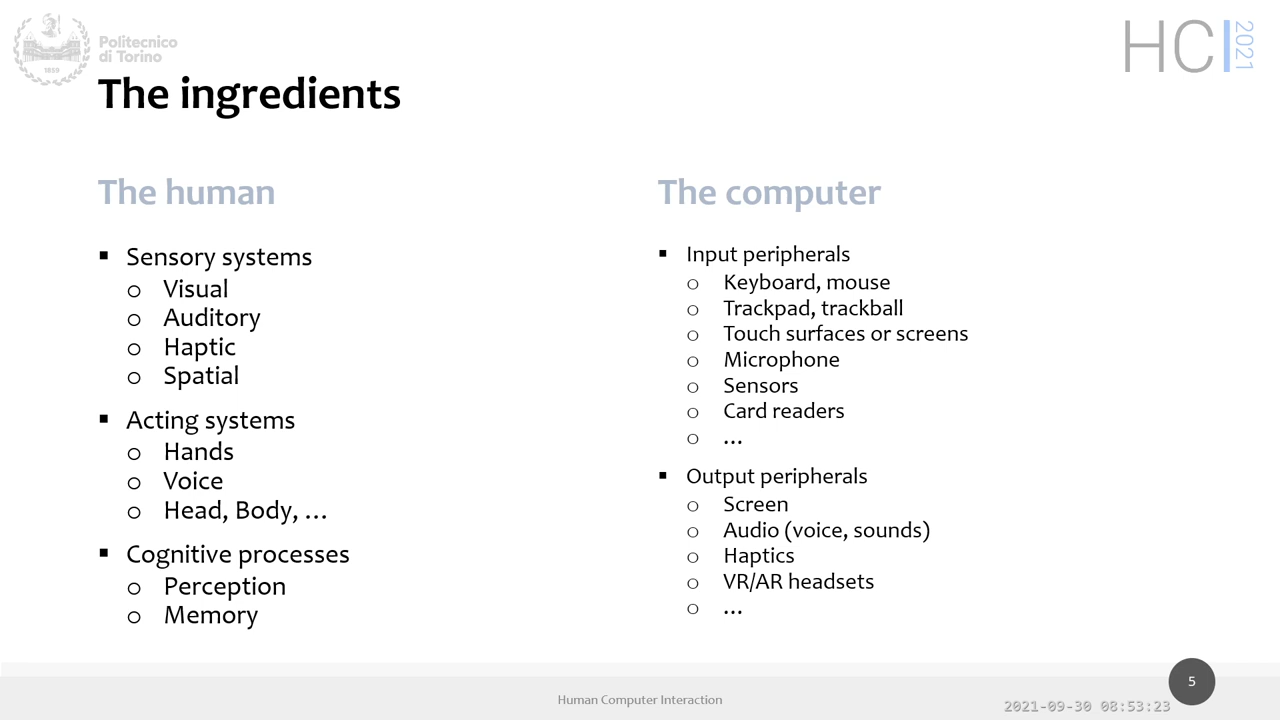 Politecnico
di Torino
1859
HCI 2021
The ingredients
The human
▪ Sensory systems
o Visual
o Auditory
o Haptic
o Spatial
▪ Acting systems
o Hands
o Voice
o Head, Body, …
▪ Cognitive processes
o Perception
o Memory
The computer
▪ Input peripherals
o Keyboard, mouse
o Trackpad, trackball
o Touch surfaces or screens
o Microphone
o Sensors
o Card readers
o …
▪ Output peripherals
o Screen
o Audio (voice, sounds)
o Haptics
o VR/AR headsets
o …
Human Computer Interaction
5
2021-09-30 08:53:23